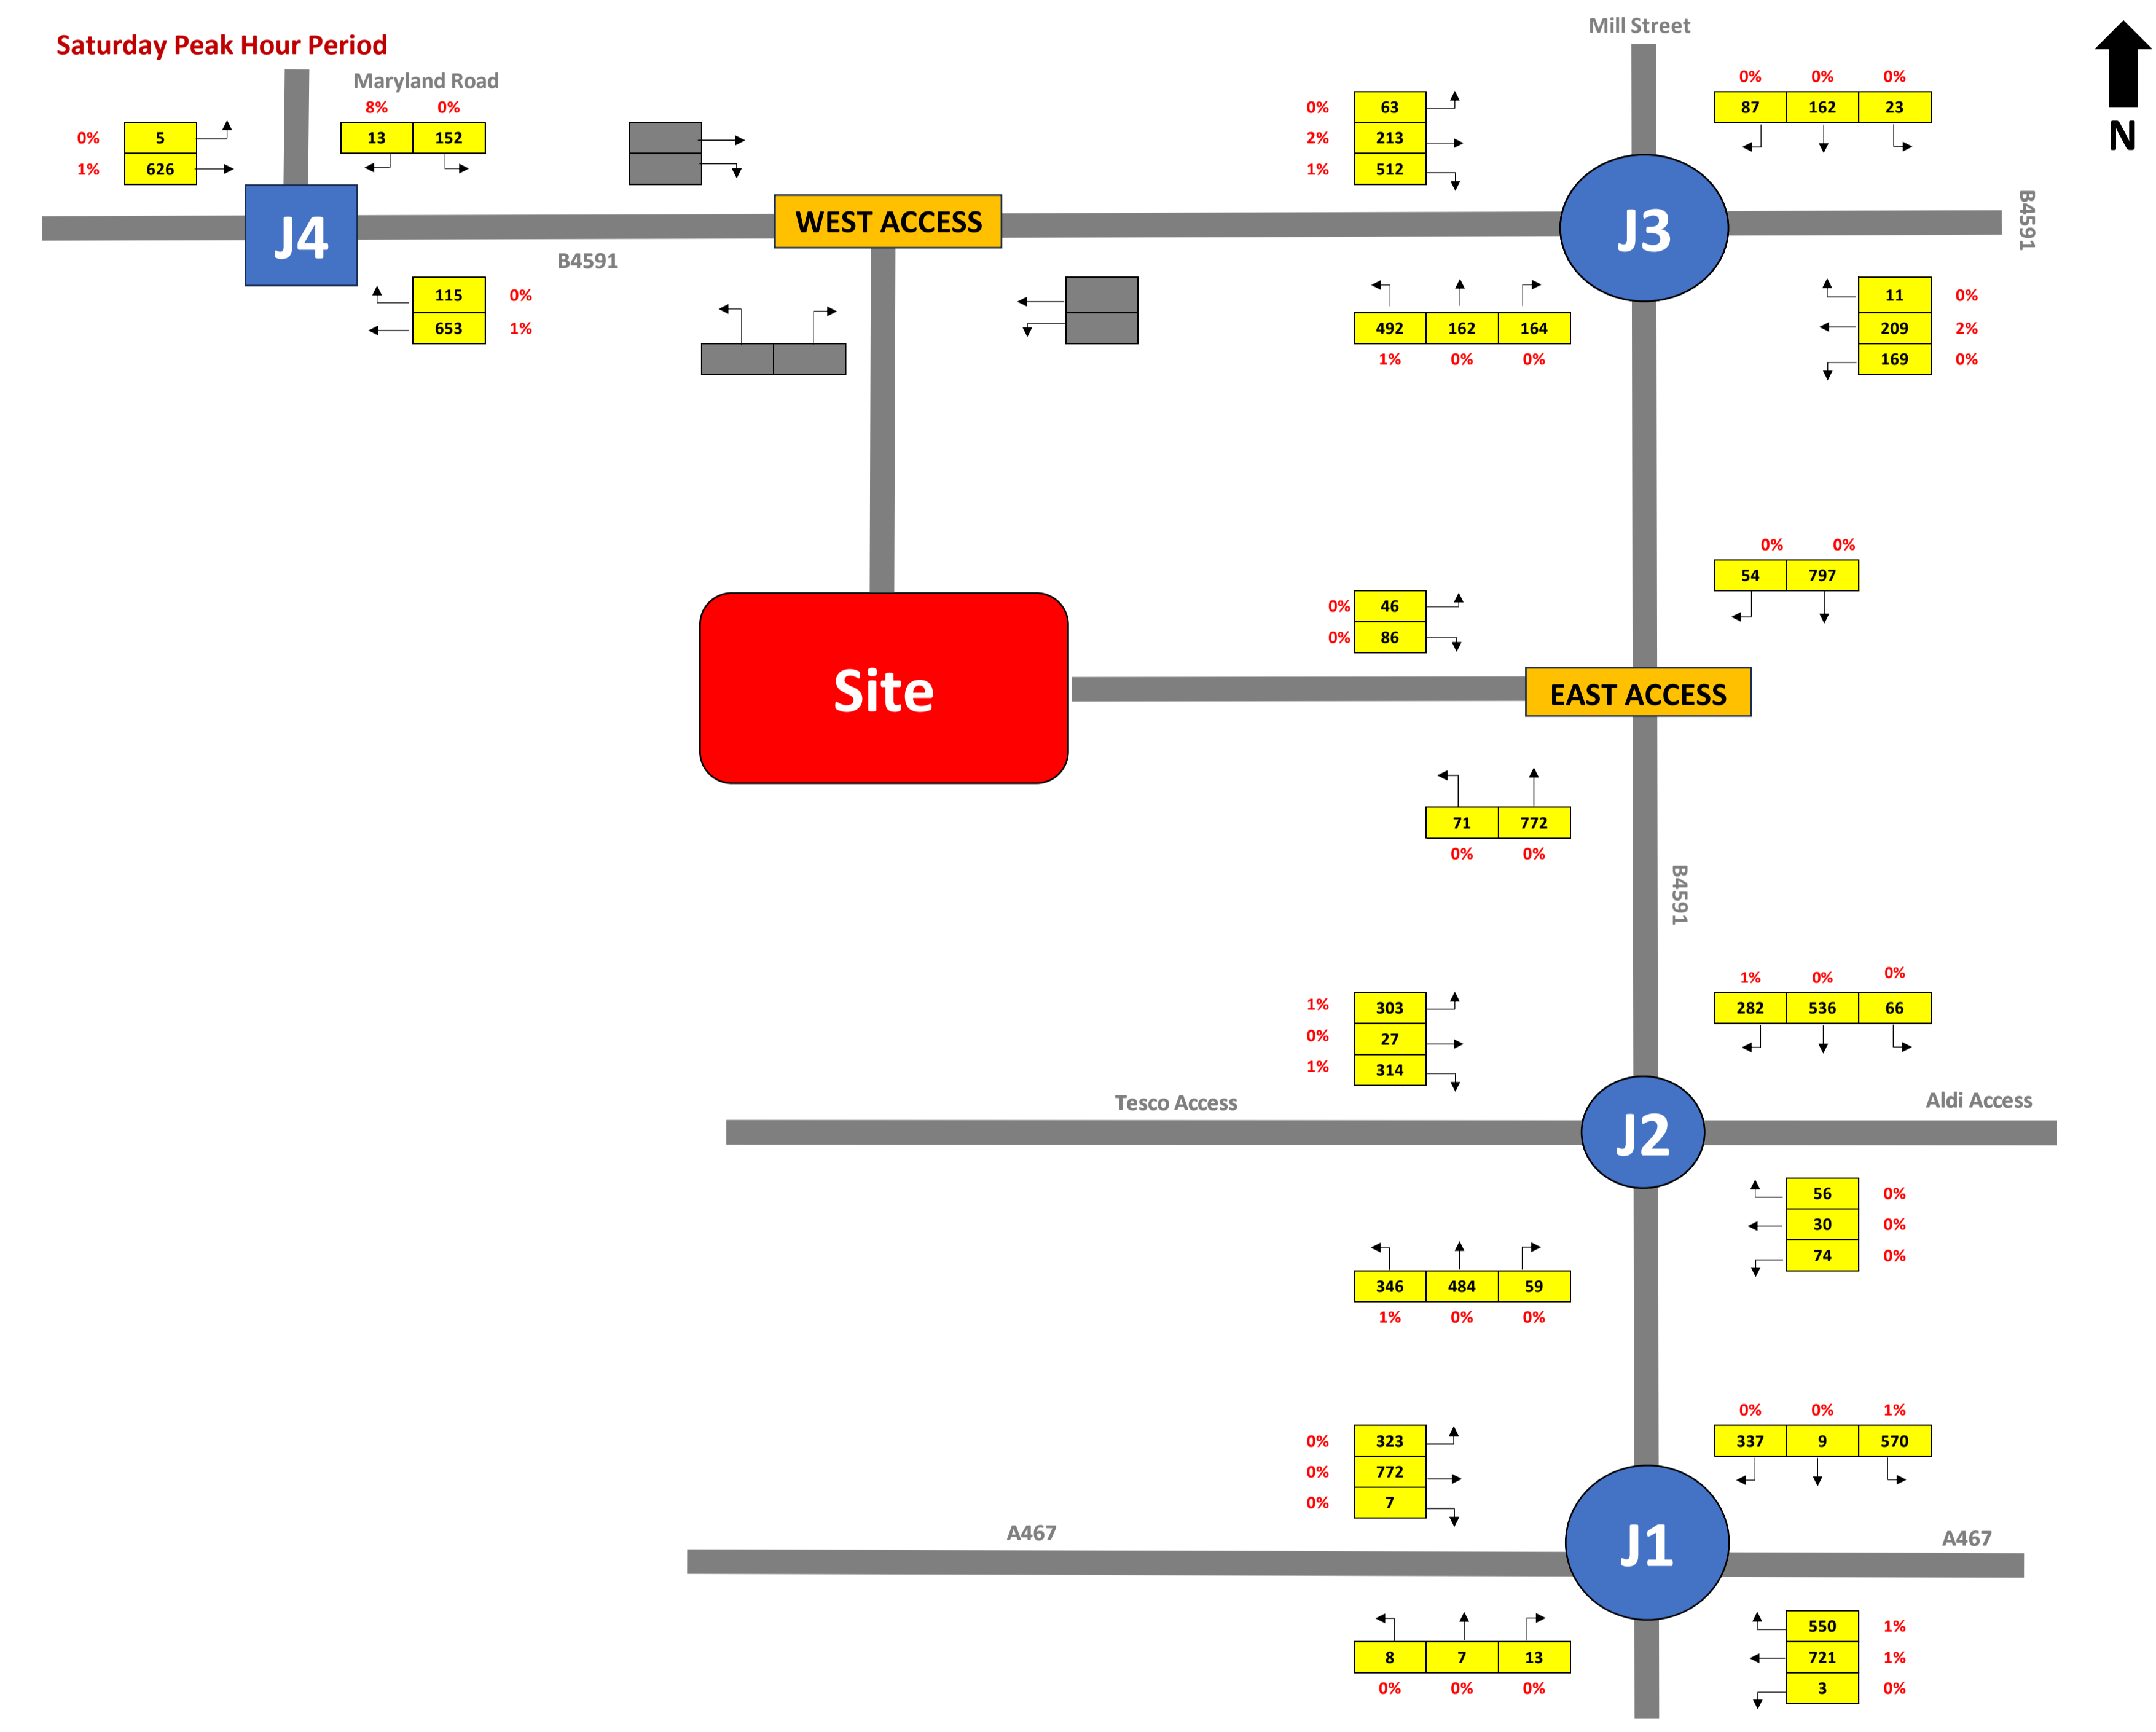 Mill Street
Saturday Peak Hour Period
Maryland Road
N
0% 0% 0%
87 162 23
8% 0%
13 152
0% 5
1% 626
0% 63
2% 213
1% 512
J4
WEST ACCESS
J3
B4591
B4591
115 0%
653 1%
492 162 164
1% 0% 0%
11 0%
209 2%
169 0%
0% 0%
54 797
0% 46
0% 86
Site
EAST ACCESS
71 772
0% 0%
B4591
1% 0% 0%
282 536 66
1% 303
0% 27
1% 314
Tesco Access
Aldi Access
J2
56 0%
30 0%
74 0%
346 484 59
1% 0% 0%
0% 0% 1%
337 9 570
0% 323
0% 772
0% 7
A467
A467
J1
550 1%
721 1%
3 0%
8 7 13
0% 0% 0%